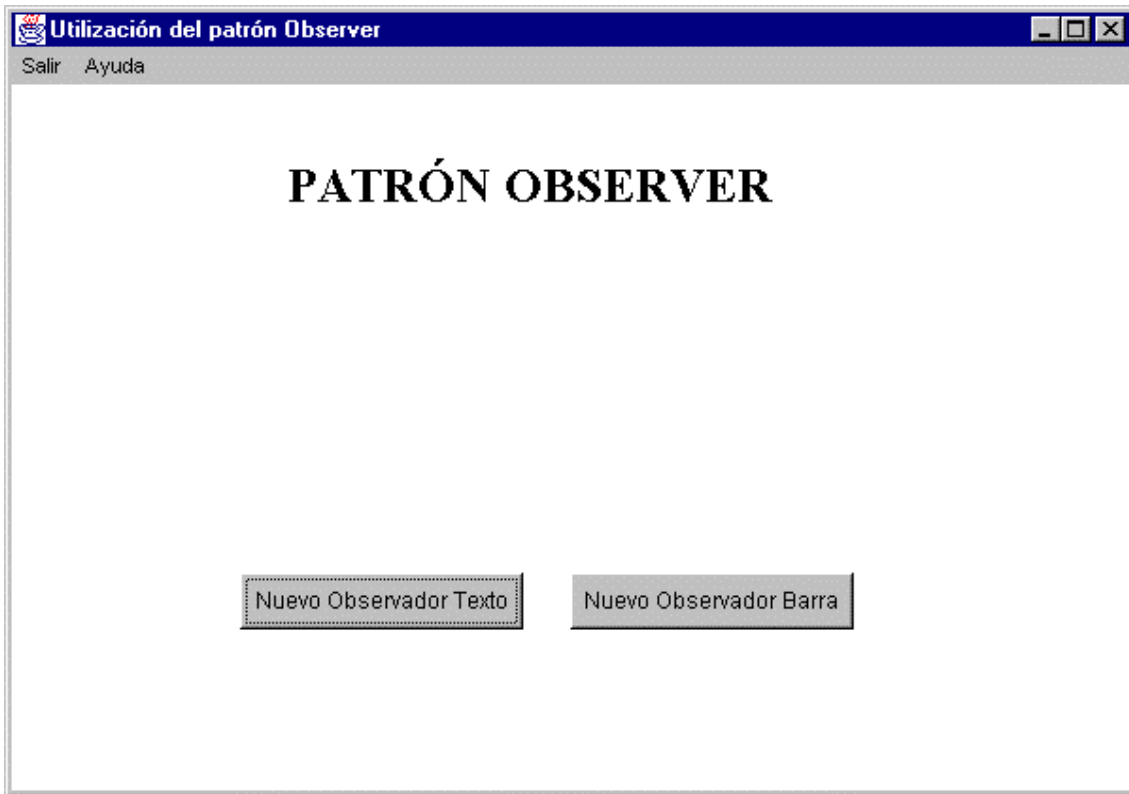 Utilización del patrón Observer
Salir Ayuda
PATRÓN OBSERVER
Nuevo Observador Texto Nuevo Observador Barra